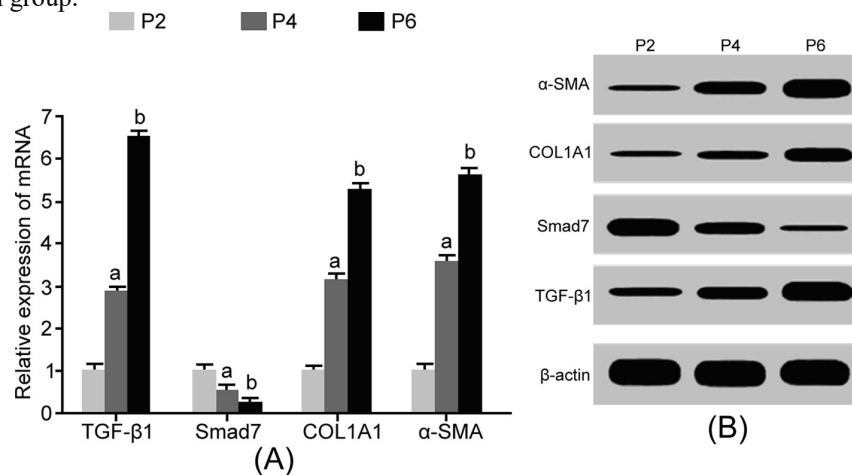 group.
P2 P4 P6
Relative expression of mRNA
7
6
5
4
3
2
1
0
b
a
a
b
a
b
a
b
TGF-β1 Smad7 COL1A1 α-SMA
(A)
P2 P4 P6
α-SMA
COL1A1
Smad7
TGF-β1
β-actin
(B)